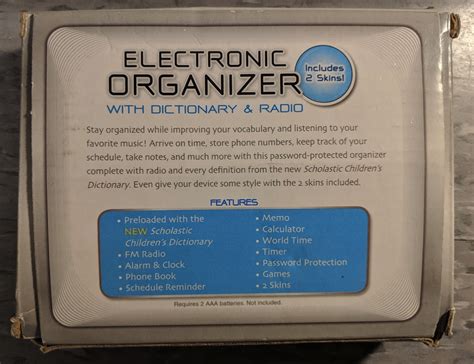 ELECTRONIC
ORGANIZER
Includes
2 Skins!
WITH DICTIONARY & RADIO
Stay organized while improving your vocabulary and listening to your
favorite music! Arrive on time, store phone numbers, keep track of your
schedule, take notes, and much more with this password-protected organizer
complete with radio and every definition from the new Scholastic Children's
Dictionary. Even give your device some style with the 2 skins included.
FEATURES
• Preloaded with the
NEW Scholastic
Children's Dictionary
• FM Radio
• Alarm & Clock
• Phone Book
• Schedule Reminder
• Memo
• Calculator
• World Time
• Timer
• Password Protection
• Games
• 2 Skins
Requires 2 AAA batteries. Not included.